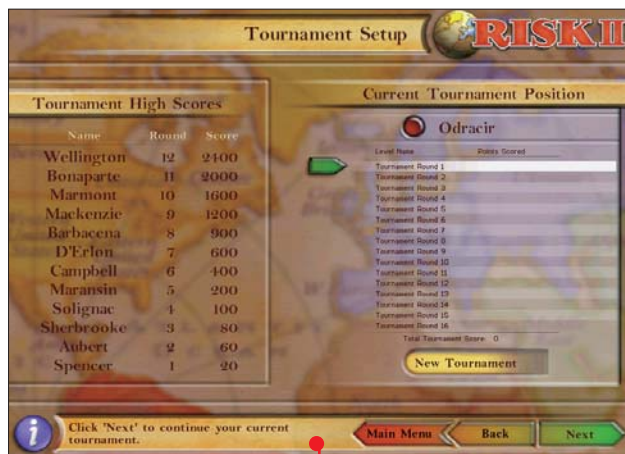 Tournament Setup
RISK II
Tournament High Scores
Name Round Score
Wellington 12 2400
Bonaparte 11 2000
Marmont 10 1600
Mackenzie 9 1200
Barbacena 8 900
D'Erlon 7 600
Campbell 6 400
Maransin 5 200
Solignac 4 100
Sherbrooke 3 80
Aubert 2 60
Spencer 1 20
Current Tournament Position
Odracir
Level Name Points Scored
Tournament Round 1
Tournament Round 2
Tournament Round 3
Tournament Round 4
Tournament Round 5
Tournament Round 6
Tournament Round 7
Tournament Round 8
Tournament Round 9
Tournament Round 10
Tournament Round 11
Tournament Round 12
Tournament Round 13
Tournament Round 14
Tournament Round 15
Tournament Round 16
Total Tournament Score: 0
New Tournament
i
Click 'Next' to continue your current
tournament.
Main Menu
Back
Next